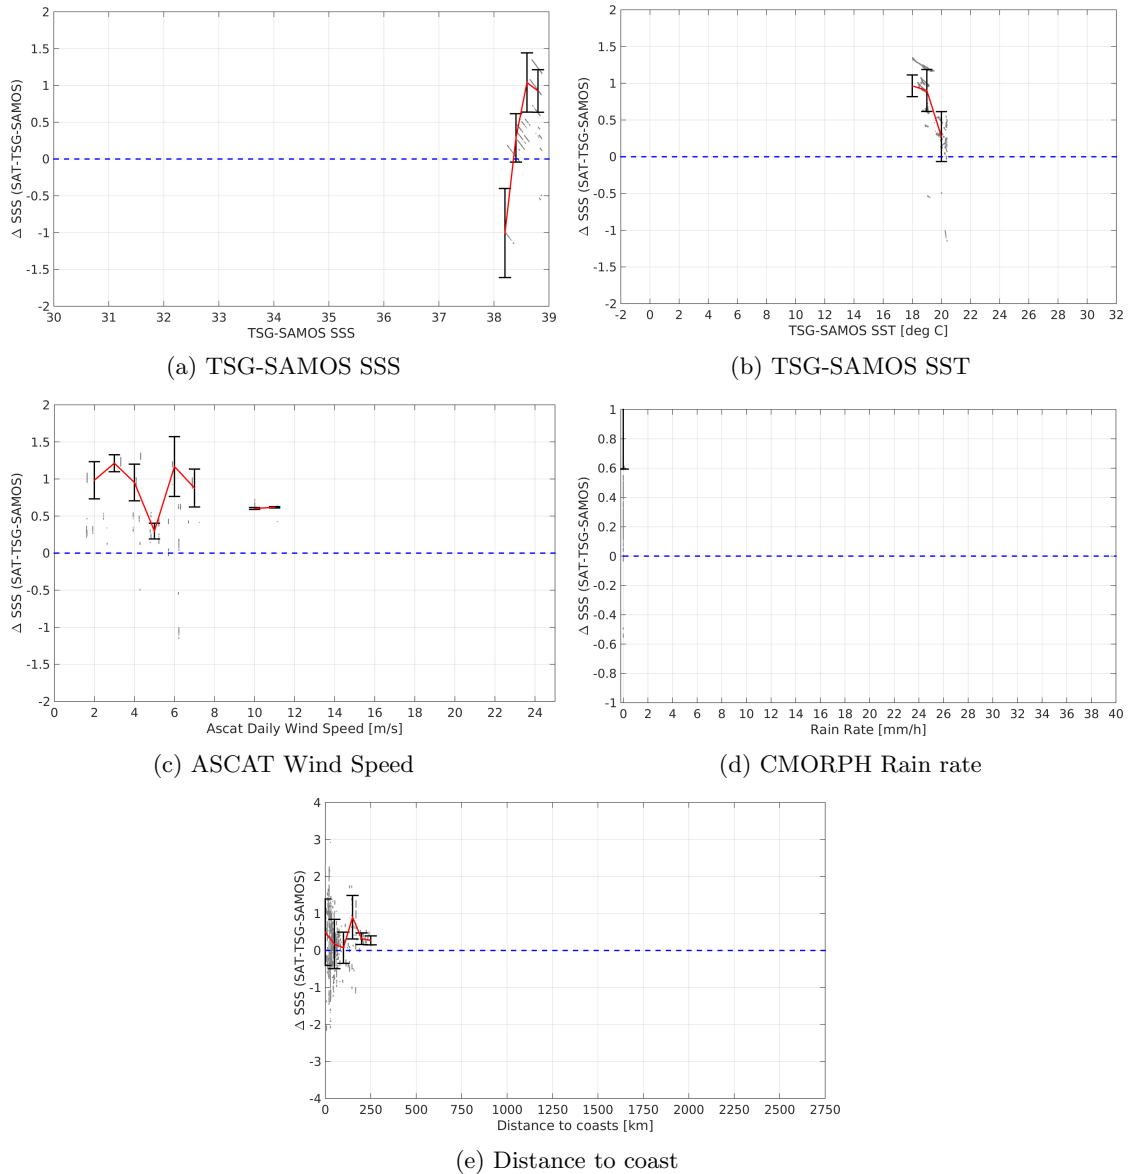 2
1.5
1
0.5
0
-0.5
-1
-1.5
-2
Δ SSS (SAT-TSG-SAMOS)
30 31 32 33 34 35 36 37 38 39
TSG-SAMOS SSS
(a) TSG-SAMOS SSS
2
1.5
1
0.5
0
-0.5
-1
-1.5
-2
Δ SSS (SAT-TSG-SAMOS)
-2 0 2 4 6 8 10 12 14 16 18 20 22 24 26 28 30 32
TSG-SAMOS SST [deg C]
(b) TSG-SAMOS SST
2
1.5
1
0.5
0
-0.5
-1
-1.5
-2
Δ SSS (SAT-TSG-SAMOS)
0 2 4 6 8 10 12 14 16 18 20 22 24
Ascat Daily Wind Speed [m/s]
(c) ASCAT Wind Speed
1
0.8
0.6
0.4
0.2
0
-0.2
-0.4
-0.6
-0.8
-1
Δ SSS (SAT-TSG-SAMOS)
0 2 4 6 8 10 12 14 16 18 20 22 24 26 28 30 32 34 36 38 40
Rain Rate [mm/h]
(d) CMORPH Rain rate
4
3
2
1
0
-1
-2
-3
-4
Δ SSS (SAT-TSG-SAMOS)
0 250 500 750 1000 1250 1500 1750 2000 2250 2500 2750
Distance to coasts [km]
(e) Distance to coast